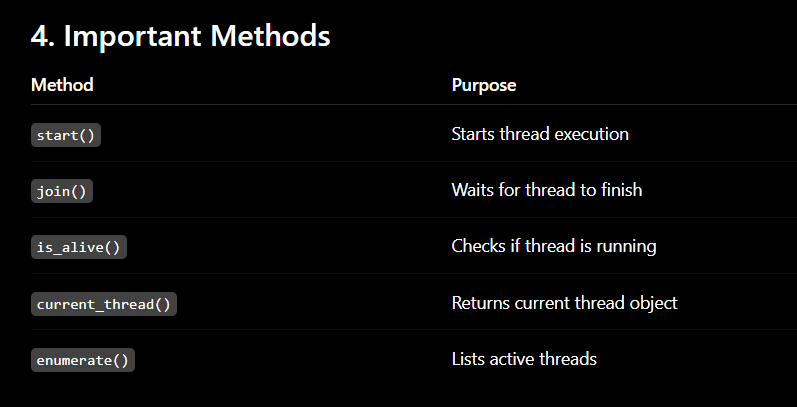 4. Important Methods
Method Purpose
start() Starts thread execution
join() Waits for thread to finish
is_alive() Checks if thread is running
current_thread() Returns current thread object
enumerate() Lists active threads